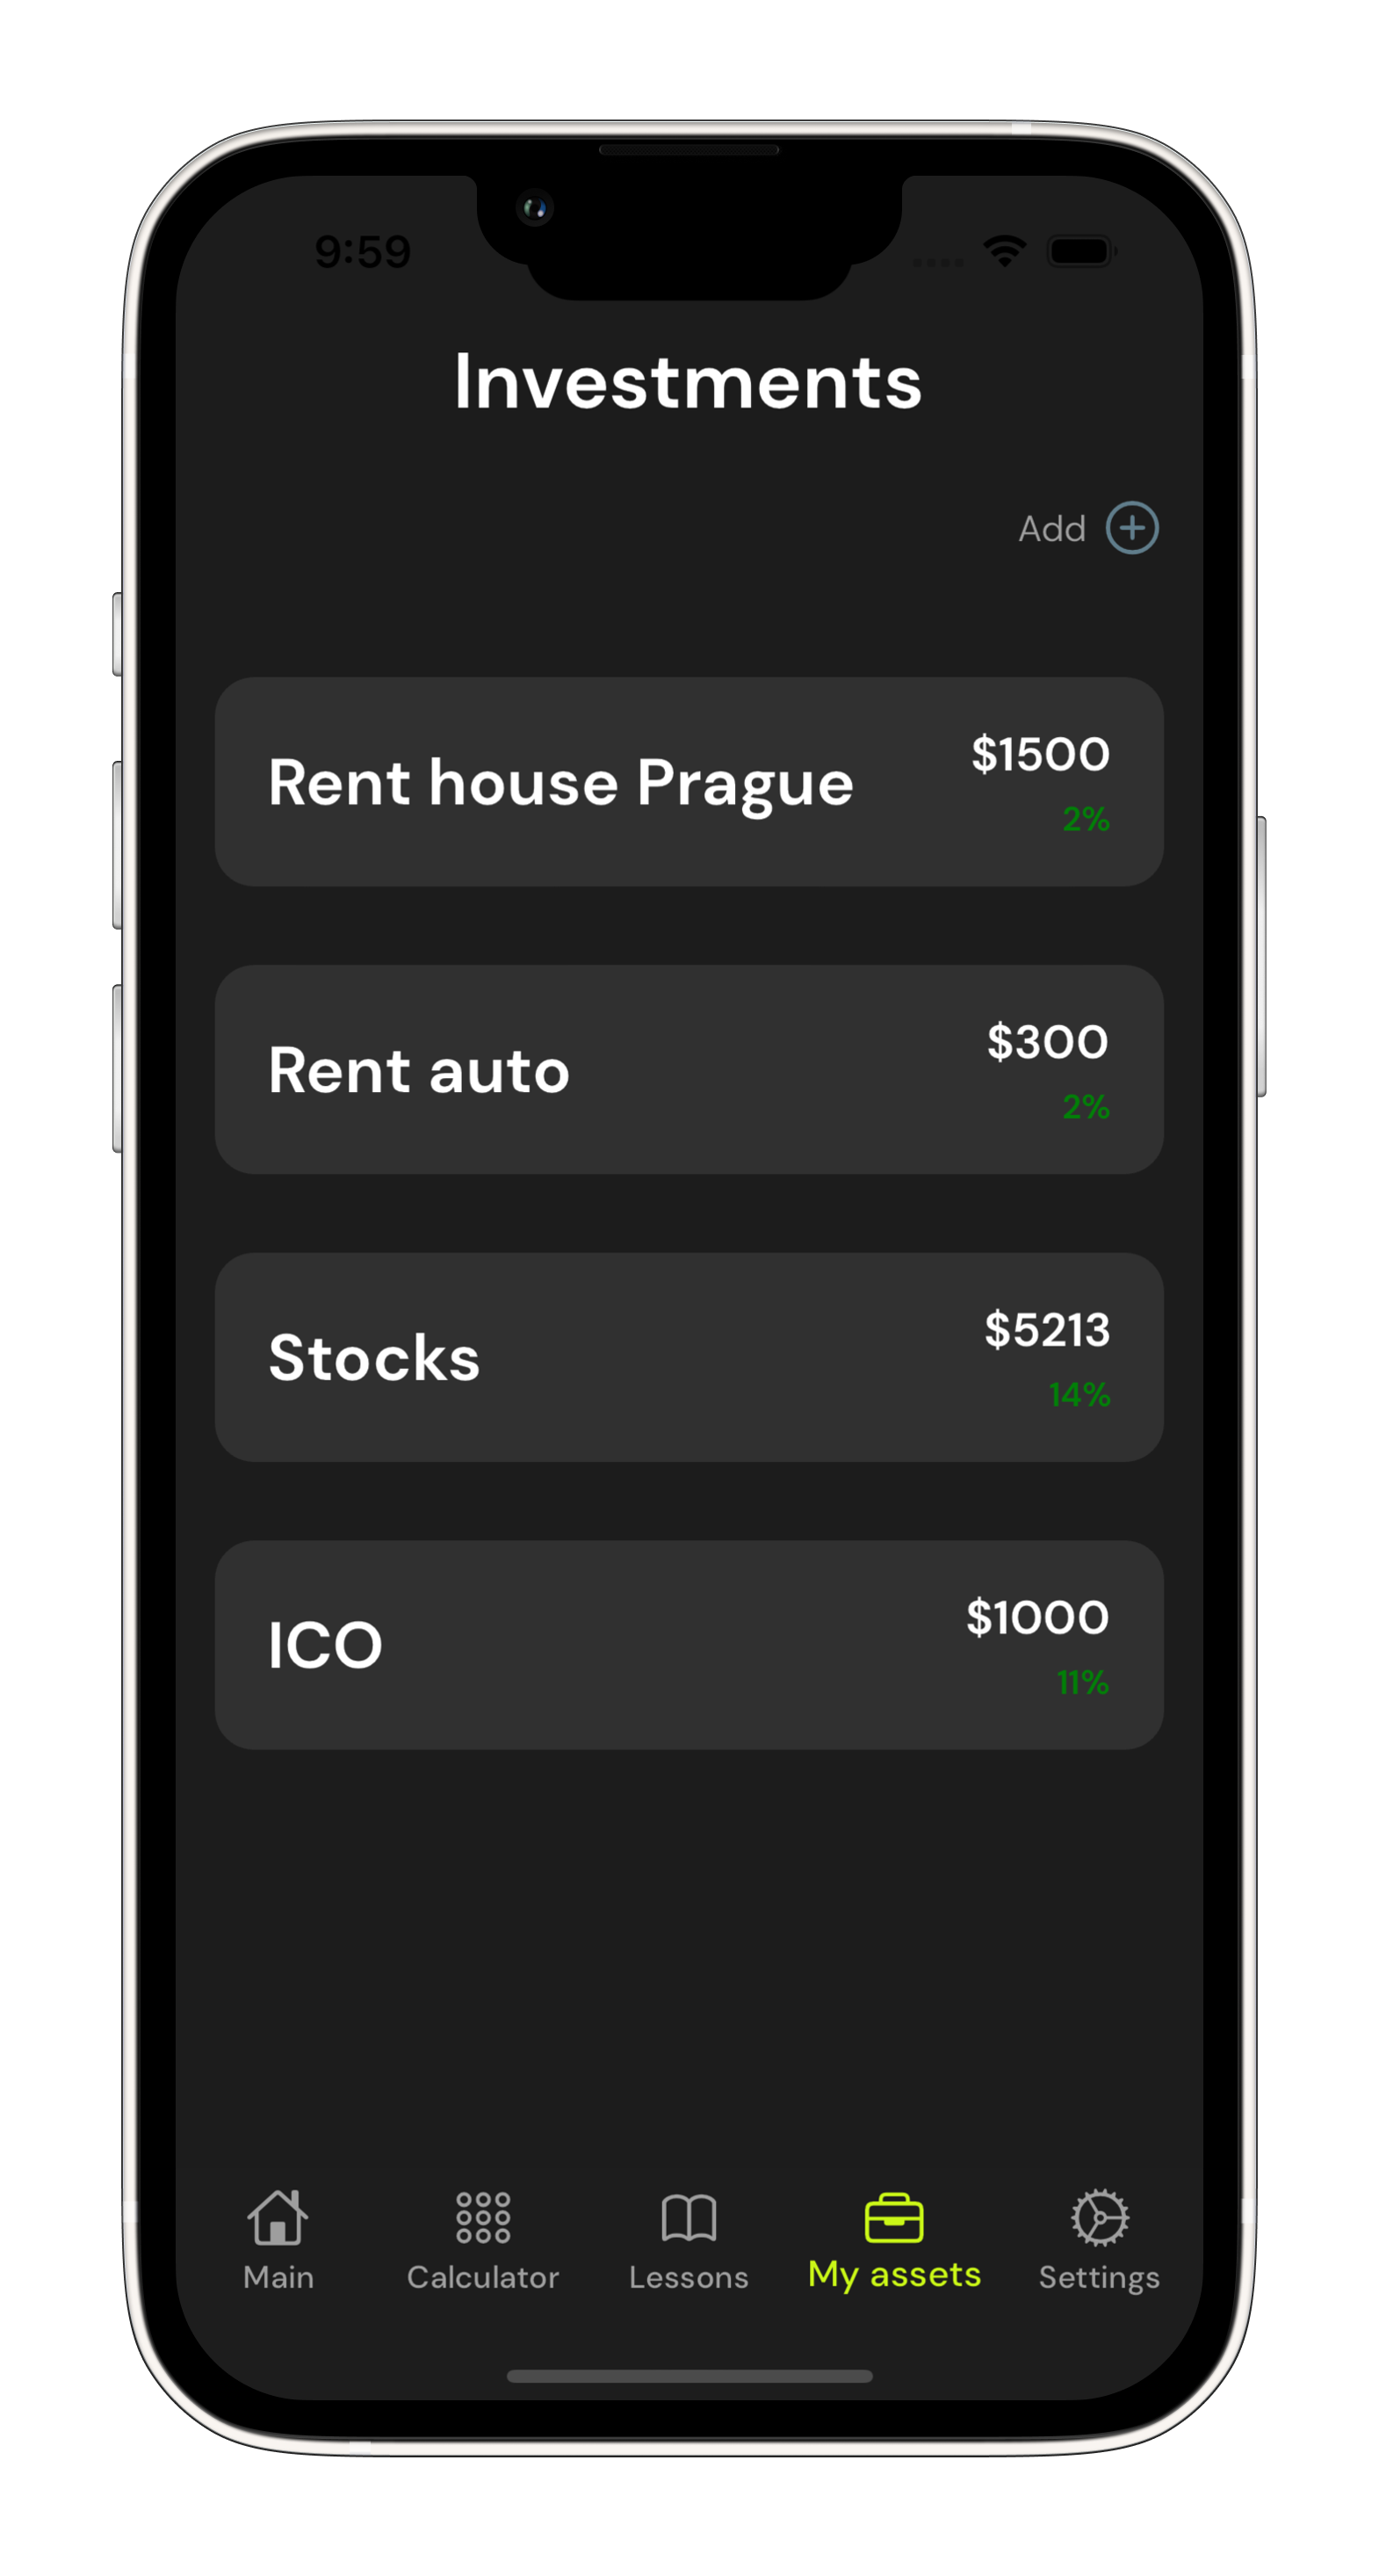 9:59
Investments
Add
Rent house Prague
$1500
2%
Rent auto
$300
2%
Stocks
$5213
14%
ICO
$1000
11%
Main
Calculator
Lessons
My assets
Settings